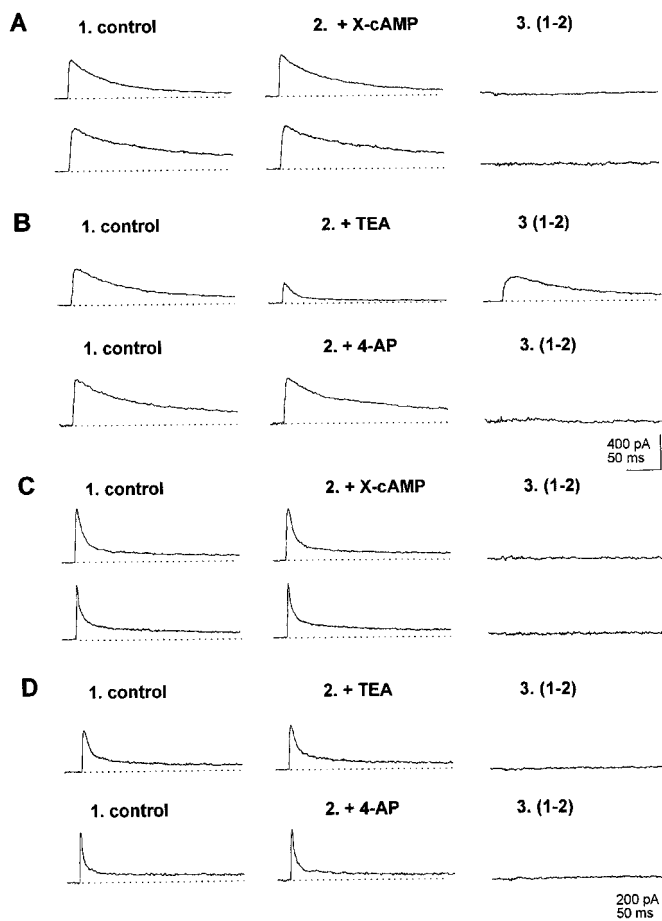 A
1. control 2. + X-cAMP 3. (1-2)
B
1. control 2. + TEA 3 (1-2)
1. control 2. + 4-AP 3. (1-2)
400 pA
50 ms
C
1. control 2. + X-cAMP 3. (1-2)
D
1. control 2. + TEA 3. (1-2)
1. control 2. + 4-AP 3. (1-2)
200 pA
50 ms